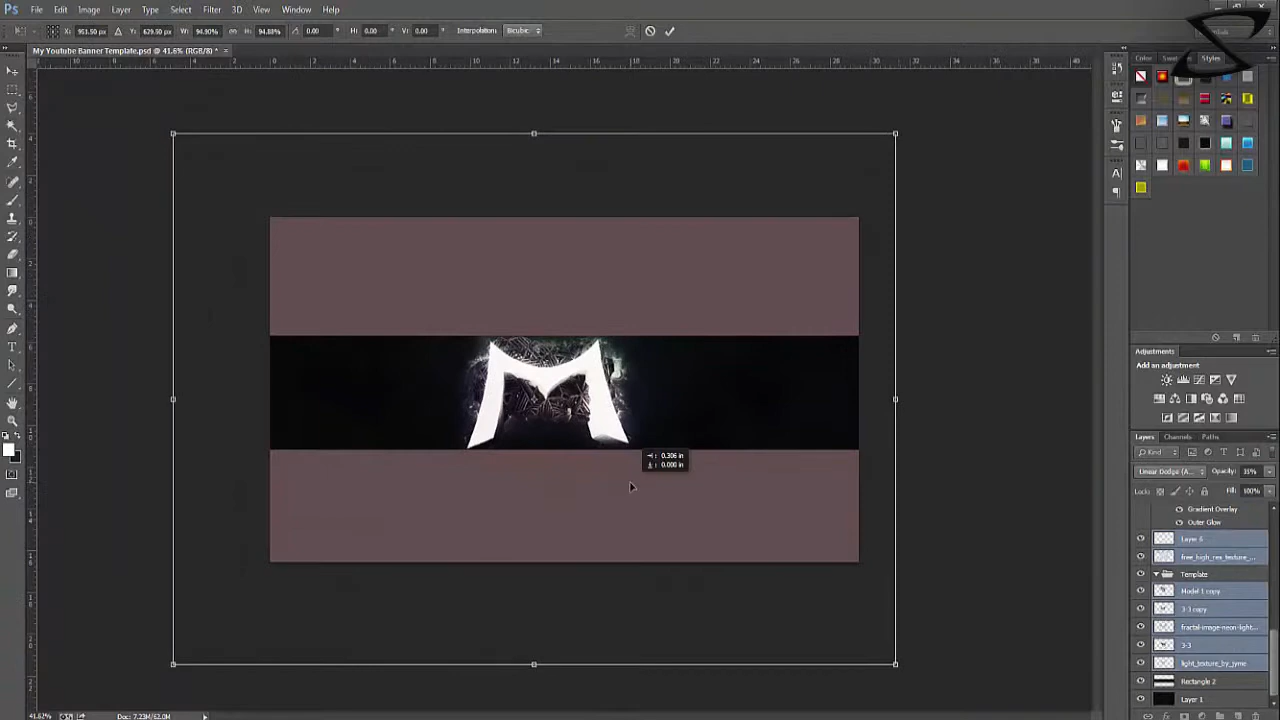 Ps File Edit Image Layer Type Select Filter 3D View Window Help
X: 953.50 px Y: 629.50 px W: 94.90% H: 94.88% 0.00 ° H: 0.00 ° V: 0.00 ° Interpolation: Bicubic
My Youtube Banner Template.psd @ 41.6% (RGB/8) * ×
Color Styles
M
0.306 in
0.000 in
Adjustments
Add an adjustment
Layers Channels Paths
Kind
Linear Dodge (A... Opacity: 35%
Lock: Fill: 100%
Gradient Overlay
Outer Glow
Layer 6
free_high_res_texture_...
Template
Model 1 copy
3-3 copy
fractal-image-neon-light...
3-3
light_texture_by_jyme
Rectangle 2
Layer 1
41.62% Doc: 7.23M/62.0M